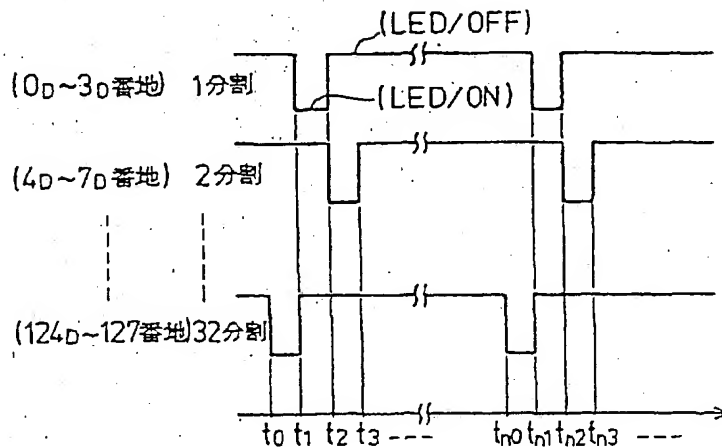 (LED/OFF)
(0D~3D番地) 1分割
(LED/ON)
(4D~7D番地) 2分割
(124D~127番地)32分割
t0 t1 t2 t3 --- tn0 tn1 tn2 tn3 ---